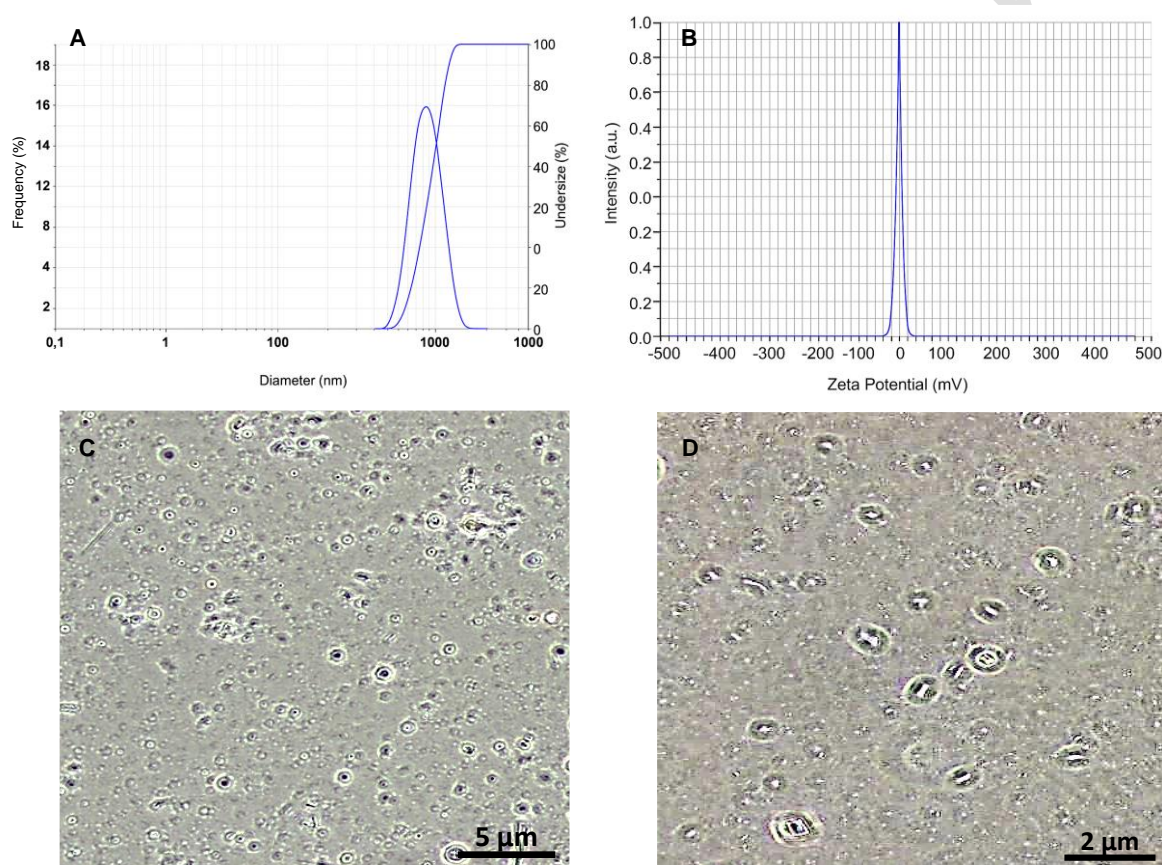 A
Frequency (%)
18
16
14
12
8
4
2
100
80
60
40
20
0
20
0
Undersize (%)
0,1 1 100 1000 1000
Diameter (nm)
B
Intensity (a.u.)
1.0
0.8
0.6
0.4
0.2
0.0
0.2
0.4
0.2
0.0
-500 -400 -300 -200 -100 0 100 200 300 400 500
Zeta Potential (mV)
C
5 µm
D
2 µm